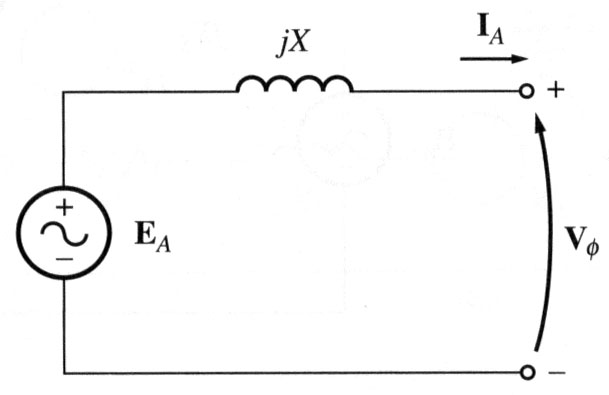 jX
I_A
+
+
E_A
−
V_ϕ
−